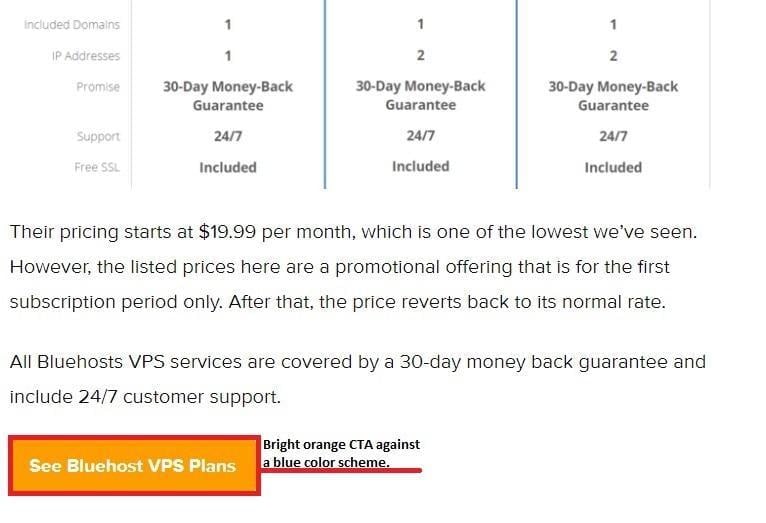 Included Domains 1 1 1
IP Addresses 1 2 2
Promise 30-Day Money-Back 30-Day Money-Back 30-Day Money-Back
Guarantee Guarantee Guarantee
Support 24/7 24/7 24/7
Free SSL Included Included Included
Their pricing starts at $19.99 per month, which is one of the lowest we've seen.
However, the listed prices here are a promotional offering that is for the first
subscription period only. After that, the price reverts back to its normal rate.
All Bluehosts VPS services are covered by a 30-day money back guarantee and
include 24/7 customer support.
See Bluehost VPS Plans
Bright orange CTA against
a blue color scheme.